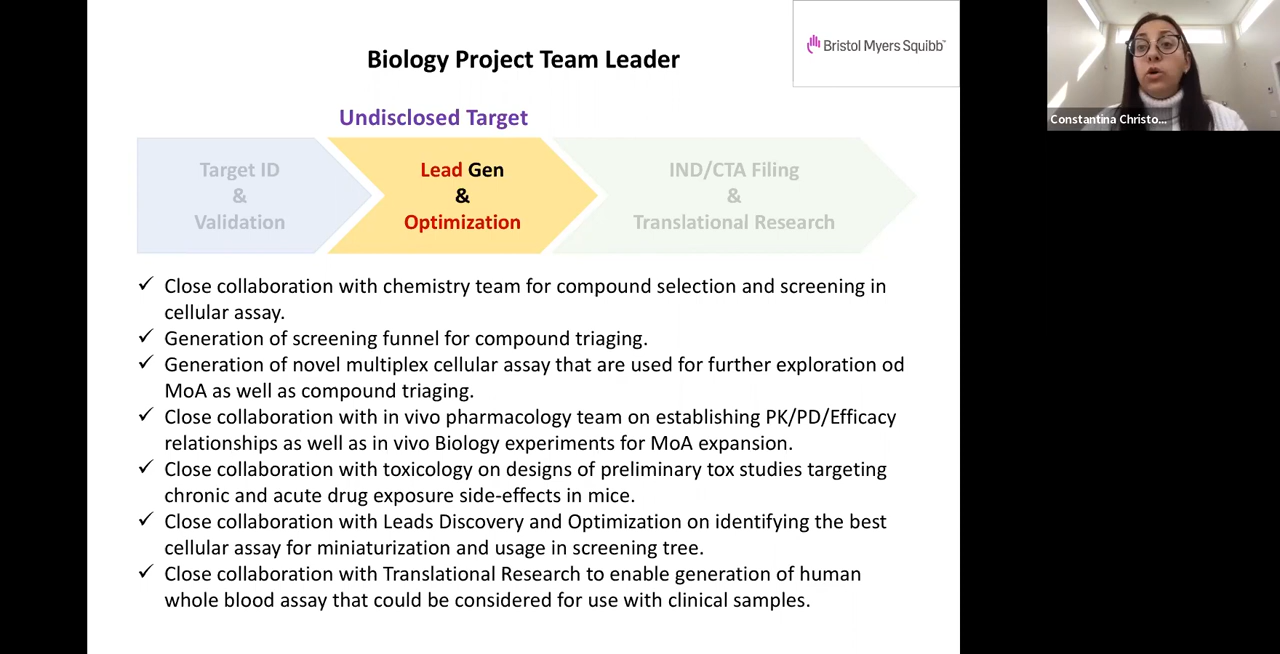 Biology Project Team Leader
Bristol Myers Squibb™
Constantina Christo...
Undisclosed Target
Target ID
&
Validation
Lead Gen
&
Optimization
IND/CTA Filing
&
Translational Research
✓ Close collaboration with chemistry team for compound selection and screening in
cellular assay.
✓ Generation of screening funnel for compound triaging.
✓ Generation of novel multiplex cellular assay that are used for further exploration od
MoA as well as compound triaging.
✓ Close collaboration with in vivo pharmacology team on establishing PK/PD/Efficacy
relationships as well as in vivo Biology experiments for MoA expansion.
✓ Close collaboration with toxicology on designs of preliminary tox studies targeting
chronic and acute drug exposure side-effects in mice.
✓ Close collaboration with Leads Discovery and Optimization on identifying the best
cellular assay for miniaturization and usage in screening tree.
✓ Close collaboration with Translational Research to enable generation of human
whole blood assay that could be considered for use with clinical samples.